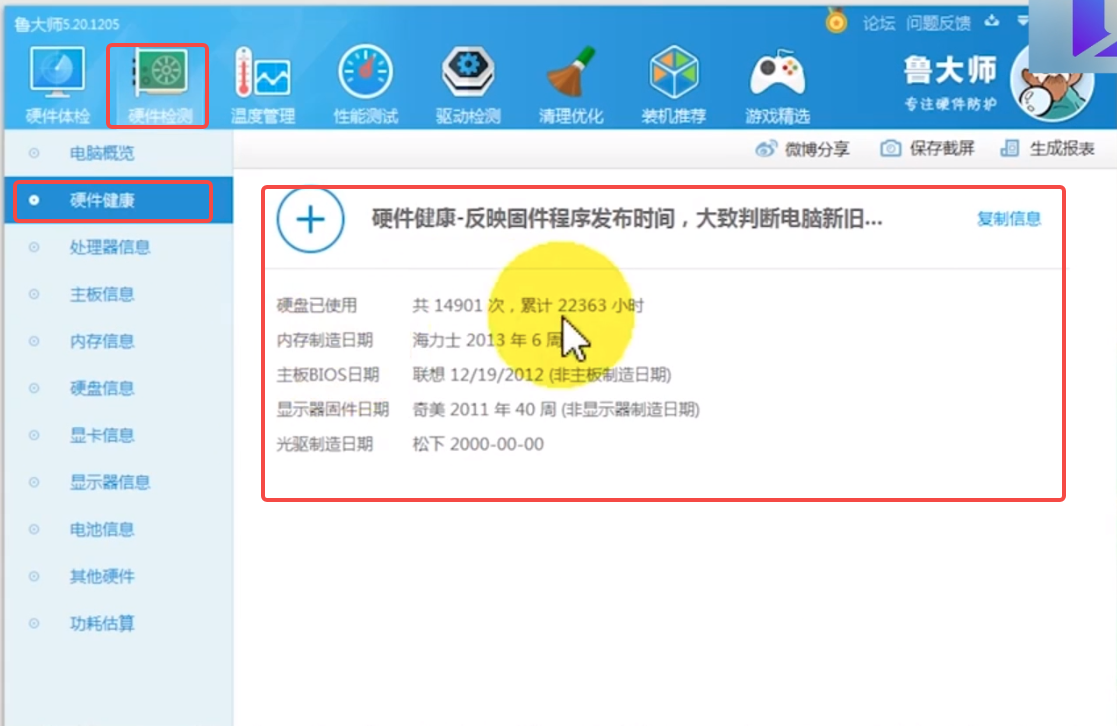 鲁大师5.20.1205
论坛 问题反馈
硬件体检 硬件检测 温度管理 性能测试 驱动检测 清理优化 装机推荐 游戏精选
鲁大师
专注硬件防护
微博分享 保存截屏 生成报表
电脑概览
硬件健康
处理器信息
主板信息
内存信息
硬盘信息
显卡信息
显示器信息
电池信息
其他硬件
功耗估算
硬件健康-反映固件程序发布时间，大致判断电脑新旧... 复制信息
硬盘已使用 共 14901 次，累计 22363 小时
内存制造日期 海力士 2013 年 6 周
主板BIOS日期 联想 12/19/2012 (非主板制造日期)
显示器固件日期 奇美 2011 年 40 周 (非显示器制造日期)
光驱制造日期 松下 2000-00-00